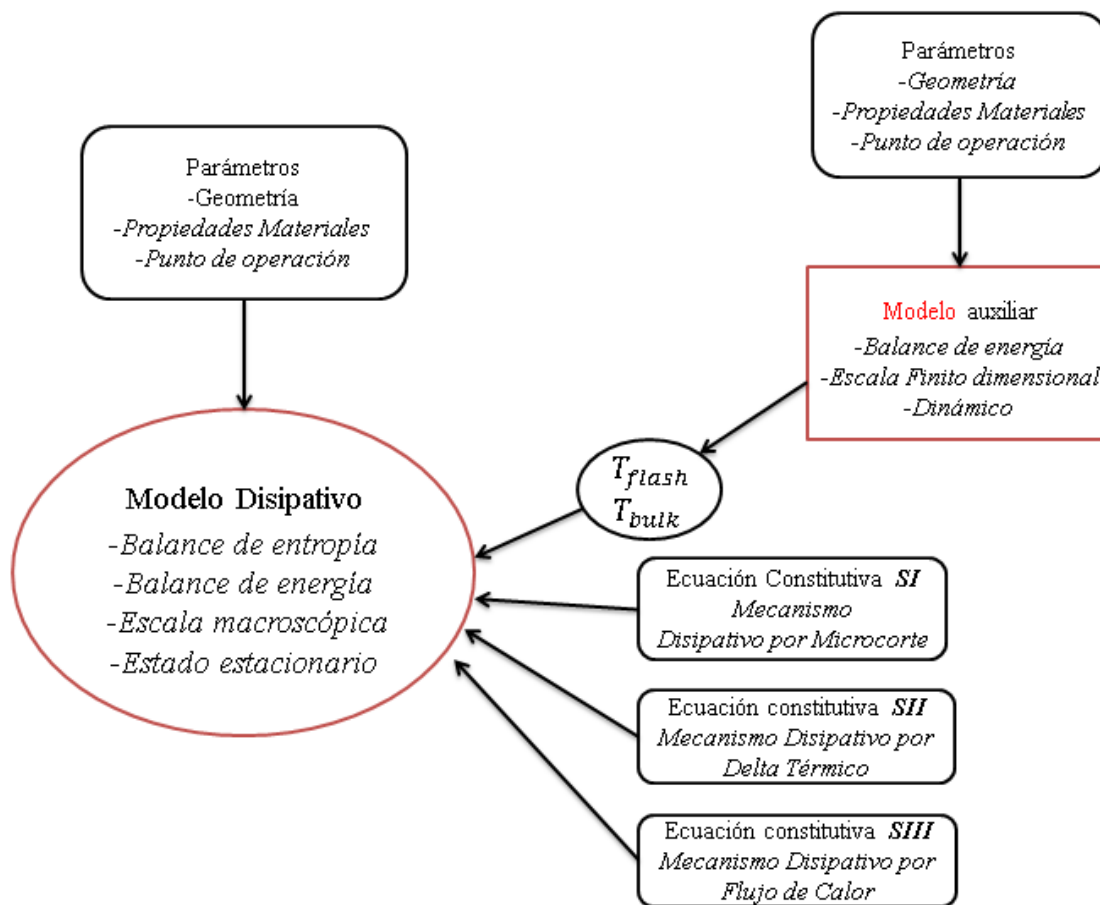 Parámetros
-Geometría
-Propiedades Materiales
-Punto de operación
Parámetros
-Geometría
-Propiedades Materiales
-Punto de operación
Modelo auxiliar
-Balance de energía
-Escala Finito dimensional
-Dinámico
T_flash
T_bulk
Modelo Disipativo
-Balance de entropía
-Balance de energía
-Escala macroscópica
-Estado estacionario
Ecuación Constitutiva SI
Mecanismo
Disipativo por Microcorte
Ecuación constitutiva SII
Mecanismo Disipativo por
Delta Térmico
Ecuación constitutiva SIII
Mecanismo Disipativo por
Flujo de Calor